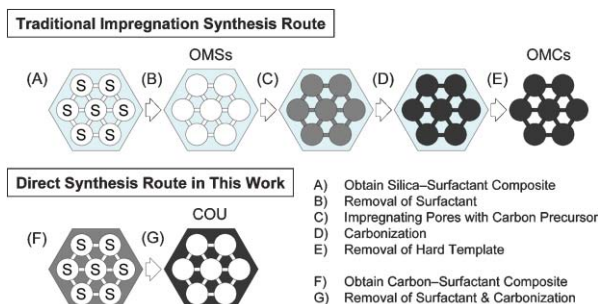 Traditional Impregnation Synthesis Route
OMSs
OMCs
(A) (B) (C) (D) (E)
S S
S S S
S S
Direct Synthesis Route in This Work
COU
(F) (G)
S S
S S S
S S
A) Obtain Silica–Surfactant Composite
B) Removal of Surfactant
C) Impregnating Pores with Carbon Precursor
D) Carbonization
E) Removal of Hard Template
F) Obtain Carbon–Surfactant Composite
G) Removal of Surfactant & Carbonization